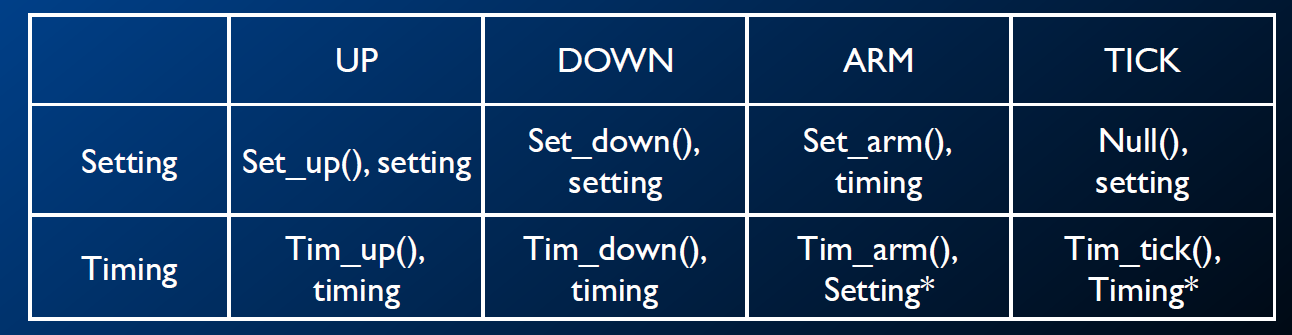 UP DOWN ARM TICK
Setting Set_up(), setting Set_down(), setting Set_arm(), timing Null(), setting
Timing Tim_up(), timing Tim_down(), timing Tim_arm(), Setting* Tim_tick(), Timing*